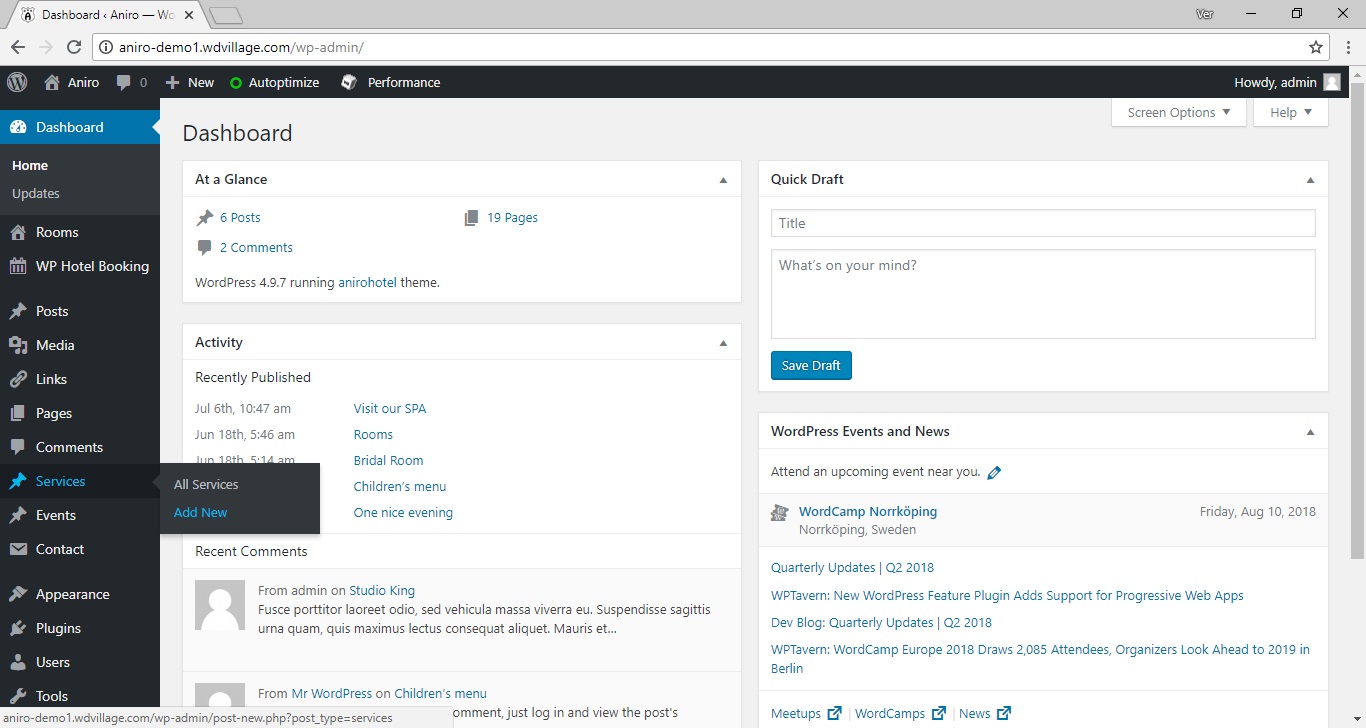 Dashboard ‹ Aniro — Wo
Ver
aniro-demo1.wdvillage.com/wp-admin/
Aniro 0 New Autoptimize Performance Howdy, admin
Screen Options Help
Dashboard
Home
Updates
Rooms
WP Hotel Booking
Posts
Media
Links
Pages
Comments
Services
Events
Contact
Appearance
Plugins
Users
Tools
All Services
Add New
Dashboard
At a Glance
6 Posts 19 Pages
2 Comments
WordPress 4.9.7 running anirohotel theme.
Activity
Recently Published
Jul 6th, 10:47 am Visit our SPA
Jun 18th, 5:46 am Rooms
Jun 18th, 5:14 am Bridal Room
Children’s menu
One nice evening
Recent Comments
From admin on Studio King
Fusce porttitor laoreet odio, sed vehicula massa viverra eu. Suspendisse sagittis
urna quam, quis maximus lectus consequat aliquet. Mauris et…
From Mr WordPress on Children’s menu
omment, just log in and view the post's
Quick Draft
Title
What’s on your mind?
Save Draft
WordPress Events and News
Attend an upcoming event near you.
WordCamp Norrköping Friday, Aug 10, 2018
Norrköping, Sweden
Quarterly Updates | Q2 2018
WPTavern: New WordPress Feature Plugin Adds Support for Progressive Web Apps
Dev Blog: Quarterly Updates | Q2 2018
WPTavern: WordCamp Europe 2018 Draws 2,085 Attendees, Organizers Look Ahead to 2019 in
Berlin
Meetups | WordCamps | News
aniro-demo1.wdvillage.com/wp-admin/post-new.php?post_type=services